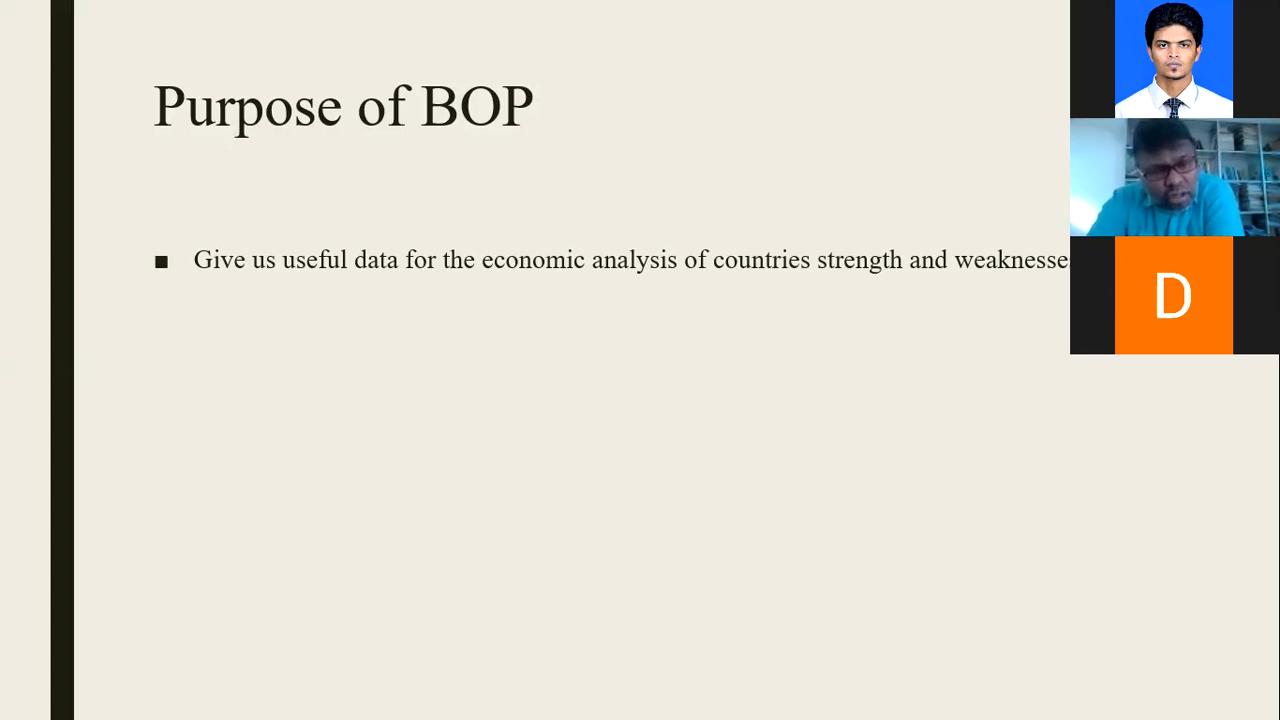 Purpose of BOP
■ Give us useful data for the economic analysis of countries strength and weaknesse
D